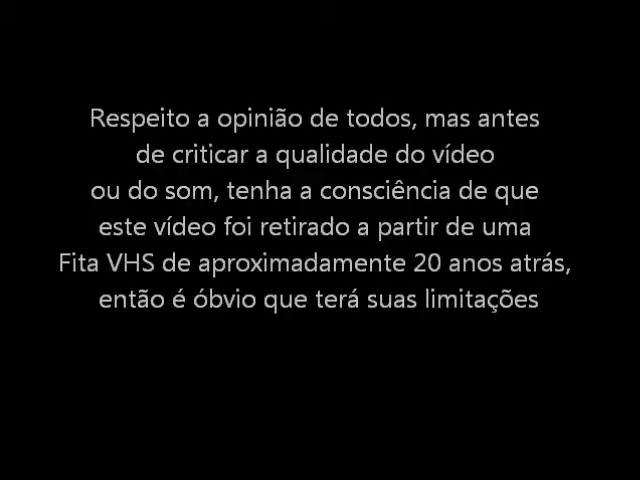 Respeito a opinião de todos, mas antes
de criticar a qualidade do vídeo
ou do som, tenha a consciência de que
este vídeo foi retirado a partir de uma
Fita VHS de aproximadamente 20 anos atrás,
então é óbvio que terá suas limitações